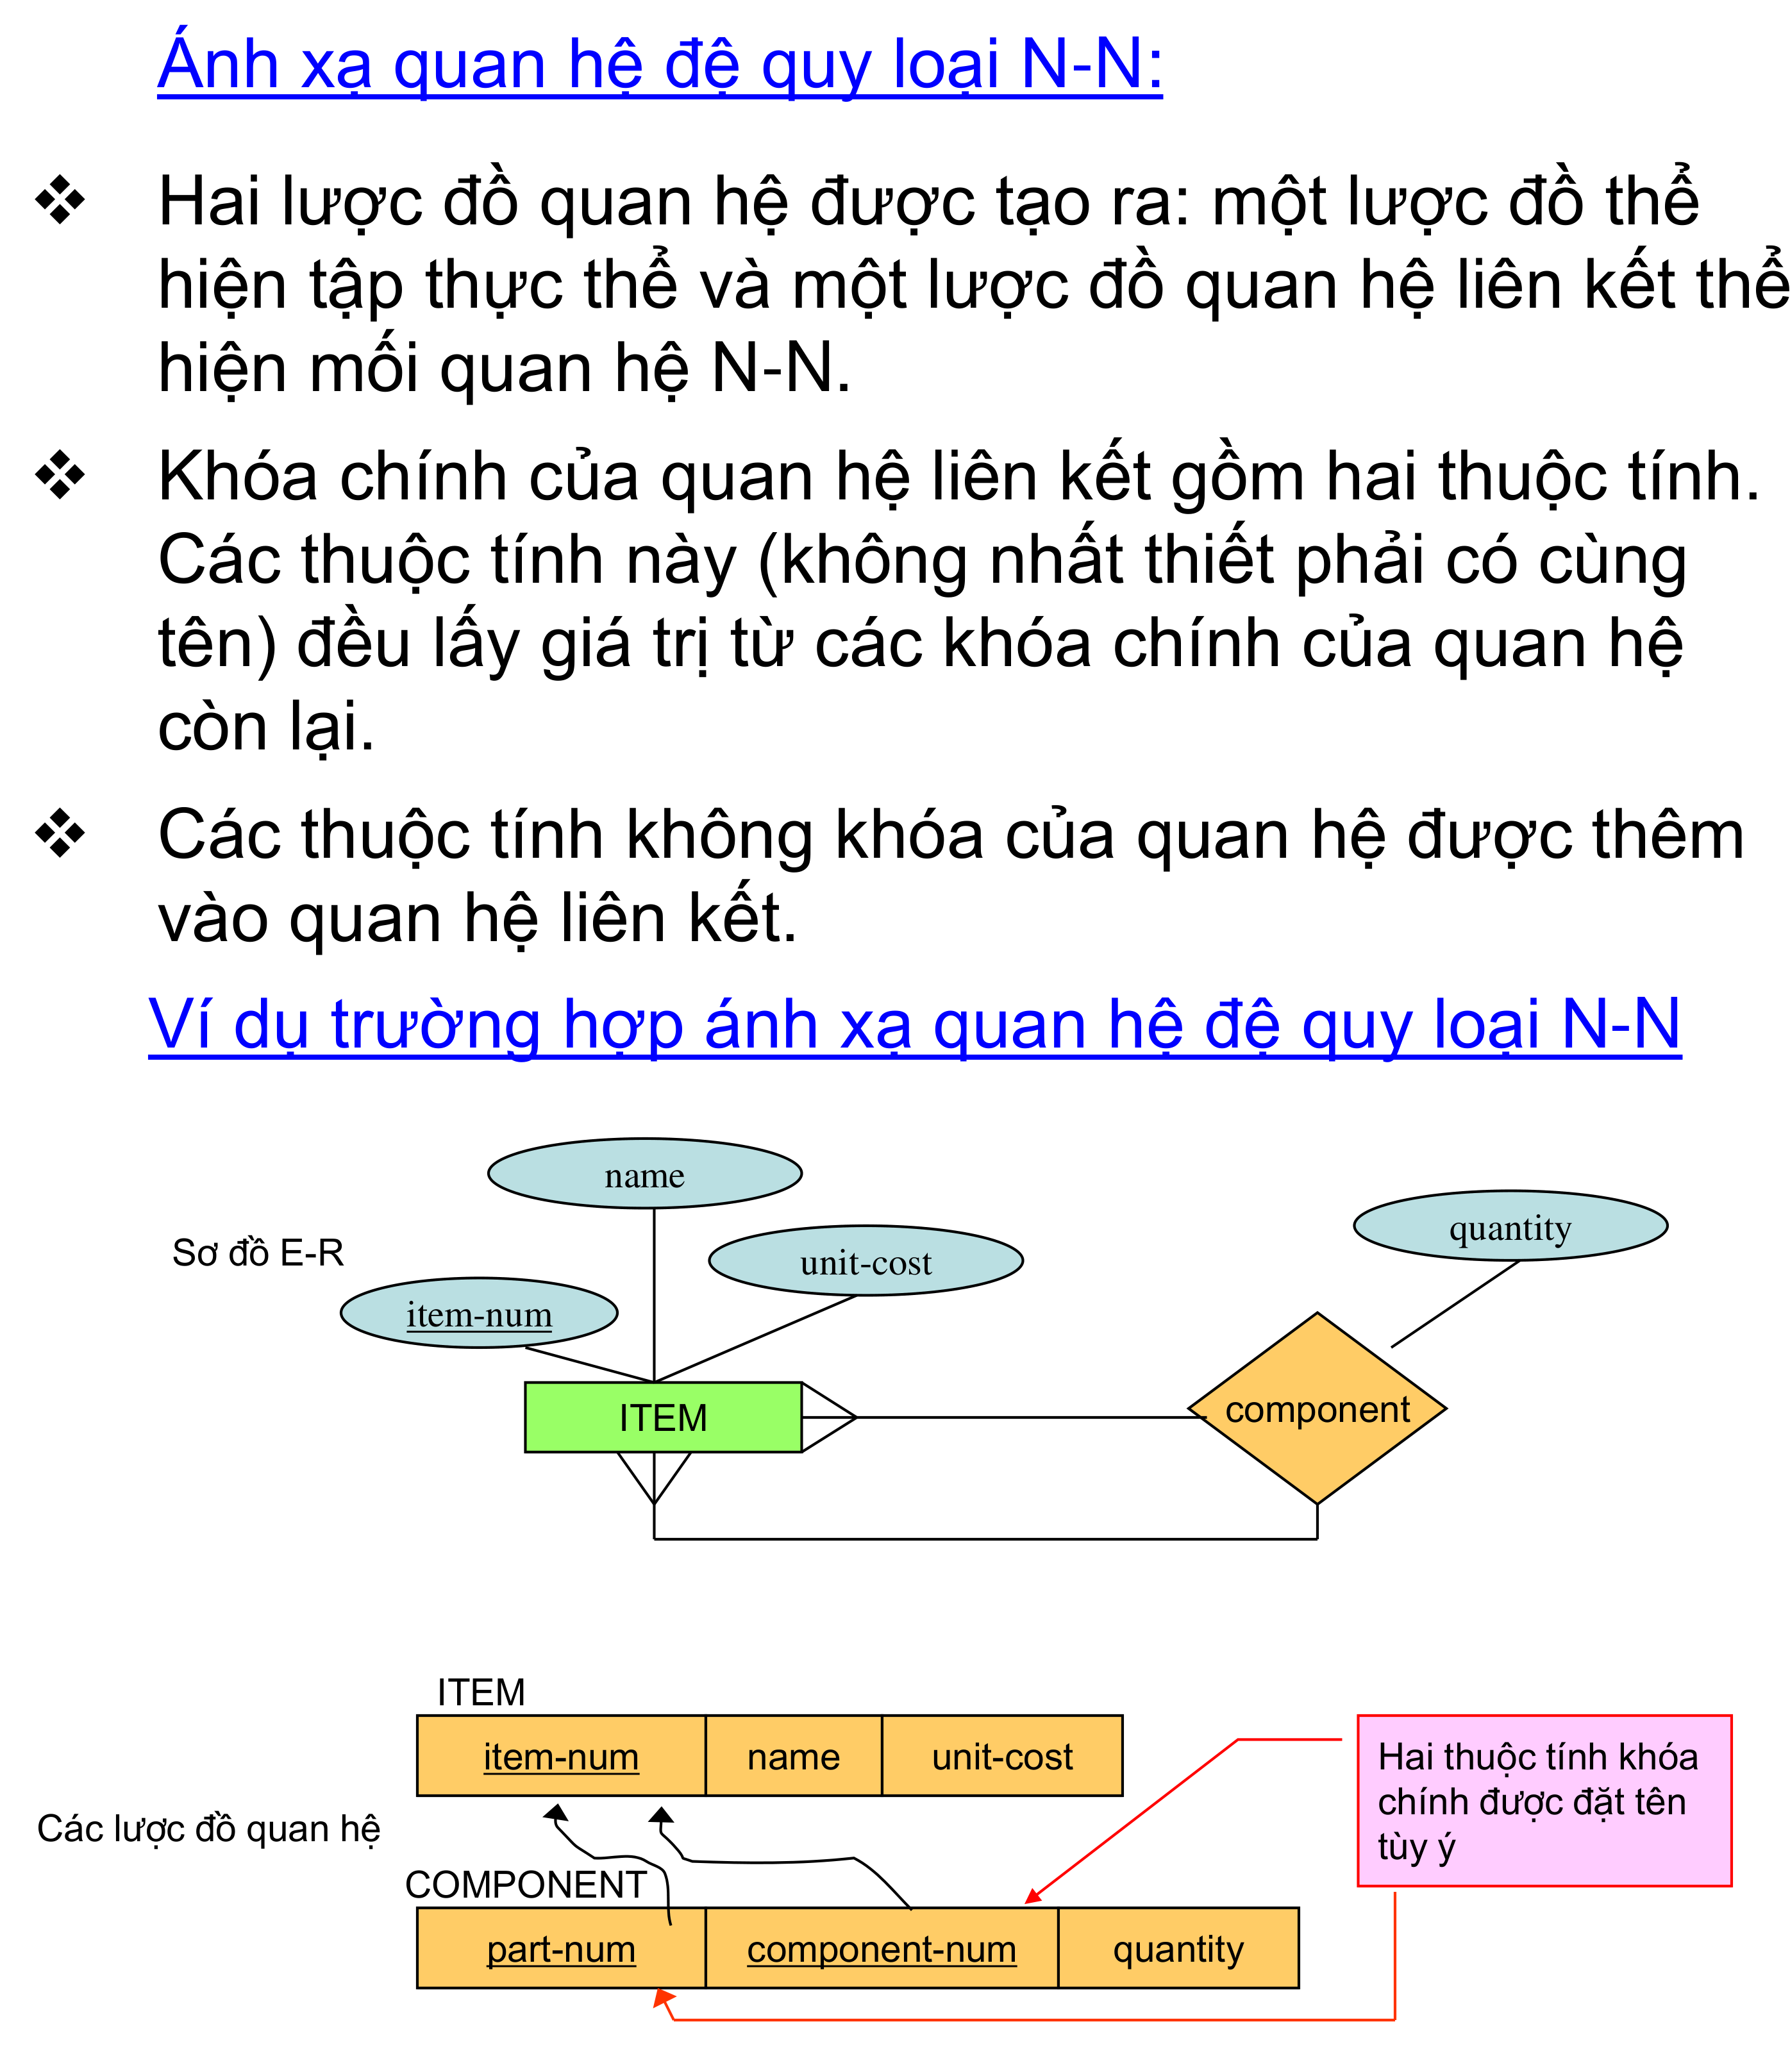 Ánh xạ quan hệ đệ quy loại N-N:
❖ Hai lược đồ quan hệ được tạo ra: một lược đồ thể
hiện tập thực thể và một lược đồ quan hệ liên kết thể
hiện mối quan hệ N-N.
❖ Khóa chính của quan hệ liên kết gồm hai thuộc tính.
Các thuộc tính này (không nhất thiết phải có cùng
tên) đều lấy giá trị từ các khóa chính của quan hệ
còn lại.
❖ Các thuộc tính không khóa của quan hệ được thêm
vào quan hệ liên kết.
Ví dụ trường hợp ánh xạ quan hệ đệ quy loại N-N
name
quantity
Sơ đồ E-R
unit-cost
item-num
component
ITEM
ITEM
item-num name unit-cost
Hai thuộc tính khóa
chính được đặt tên
tùy ý
Các lược đồ quan hệ
COMPONENT
part-num component-num quantity